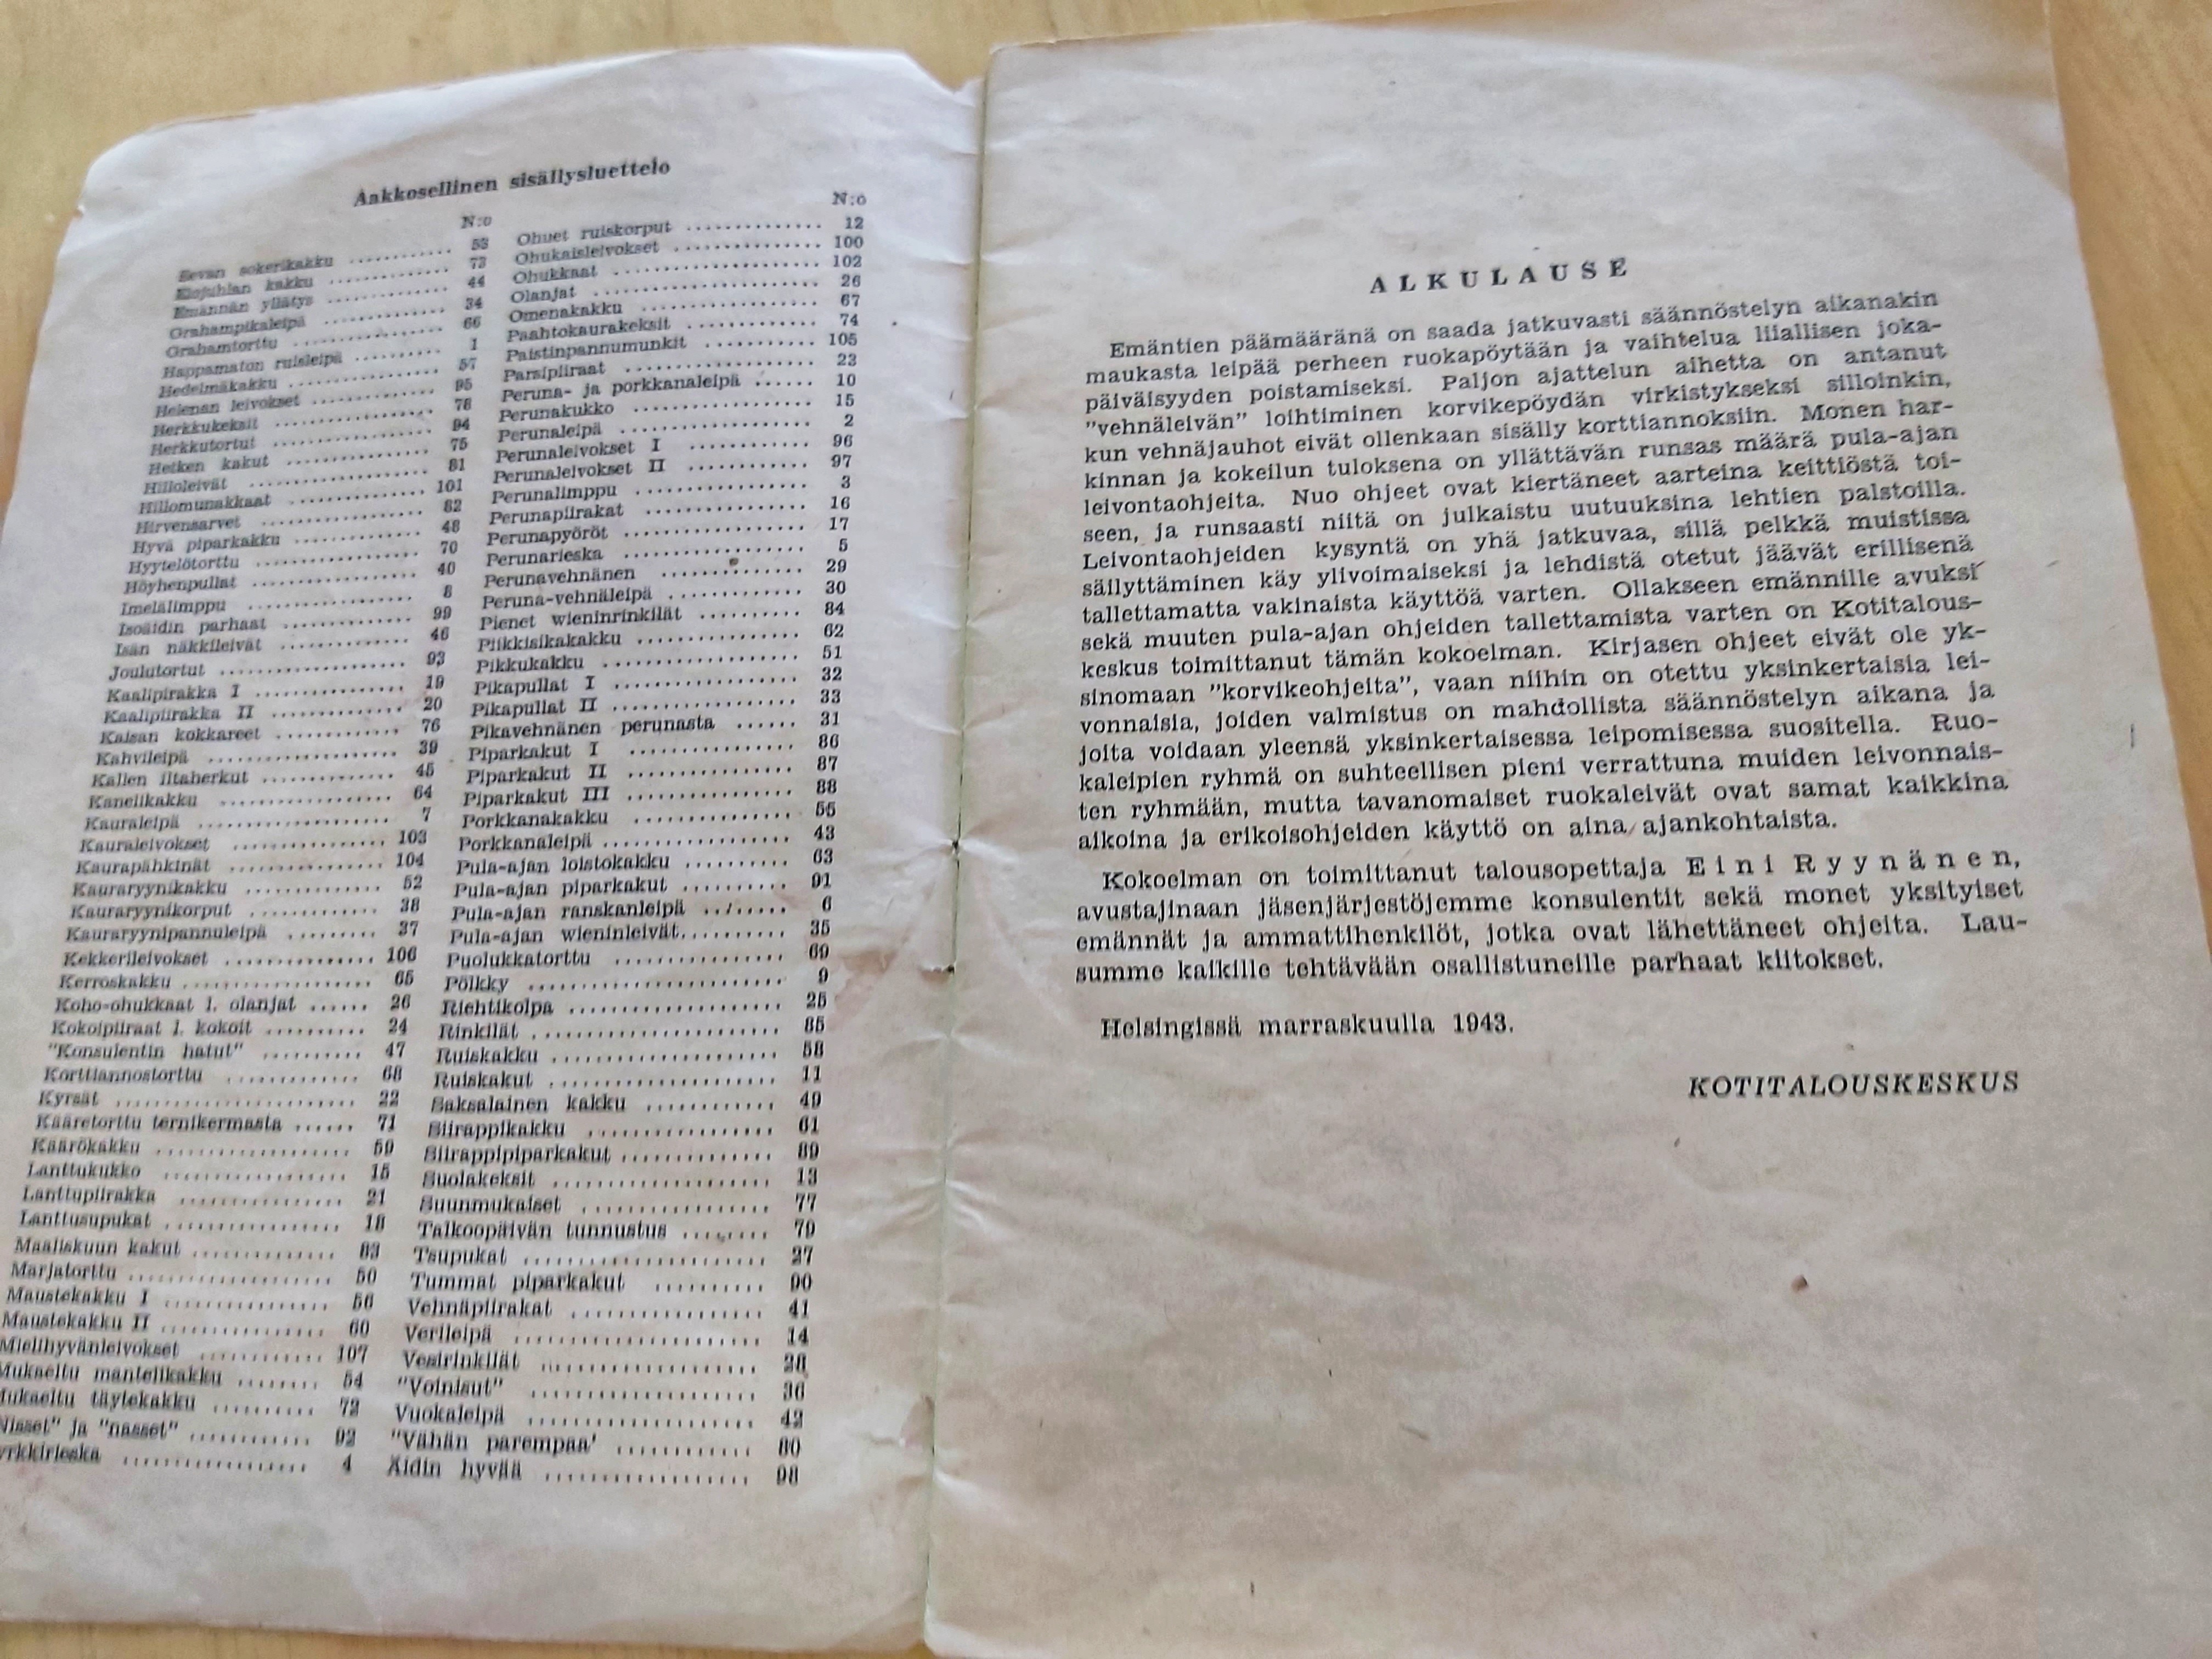 Aakkosellinen sisällysluettelo
N:o
Eevan sokerikakku 53
Elojuhlan kakku 73
Emännän yllätys 44
Grahampikaleipä 34
Grahamtorttu 66
Happamaton ruisleipä 1
Hedelmäkakku 57
Helenan leivokset 95
Herkkukeksit 78
Herkkutortut 94
Hetken kakut 75
Hilloleivät 81
Hillomunakkaat 101
Hirvensarvet 82
Hyvä piparkakku 48
Hyytelötorttu 70
Höyhenpullat 40
Imelälimppu 8
Isoäidin parhaat 99
Isän näkkileivät 46
Joulutortut 93
Kaalipirakka I 19
Kaalipiirakka II 20
Kaisan kokkareet 76
Kahvileipä 39
Kallen iltaherkut 45
Kanelikakku 64
Kauraleipä 7
Kauraleivokset 103
Kaurapähkinät 104
Kauraryynikakku 52
Kauraryynikorput 38
Kauraryynipannuleipä 37
Kekkerileivokset 106
Kerroskakku 65
Koho-ohukkaat l. olanjat 26
Kokoipiiraat l. kokoit 24
"Konsulentin hatut" 47
Korttiannostorttu 68
Kyrsät 22
Kääretorttu ternikermasta 71
Käärökakku 59
Lanttukukko 15
Lanttupiirakka 21
Lanttusupukat 18
Maaliskuun kakut 83
Marjatorttu 50
Maustekakku I 56
Maustekakku II 60
Mielihyvänleivokset 107
Mukaeltu mantelikakku 54
Mukaeltu täytekakku 72
"Nisset" ja "nasset" 92
yrkkirieska 4
N:o
Ohuet ruiskorput 12
Ohukaisleivokset 100
Ohukkaat 102
Olanjat 26
Omenakakku 67
Paahtokaurakeksit 74
Paistinpannumunkit 105
Parsipiiraat 23
Peruna- ja porkkanaleipä 10
Perunakukko 15
Perunaleipä 2
Perunaleivokset I 96
Perunaleivokset II 97
Perunalimppu 3
Perunapiirakat 16
Perunapyöröt 17
Perunarieska 5
Perunavehnänen 29
Peruna-vehnäleipä 30
Pienet wieninrinkilät 84
Piikkisikakakku 62
Pikkukakku 51
Pikapullat I 32
Pikapullat II 33
Pikavehnänen perunasta 31
Piparkakut I 86
Piparkakut II 87
Piparkakut III 88
Porkkanakakku 55
Porkkanaleipä 43
Pula-ajan loistokakku 63
Pula-ajan piparkakut 91
Pula-ajan ranskanleipä 6
Pula-ajan wieninleivät 35
Puolukkatorttu 69
Pölkky 9
Riehtikolpa 25
Rinkilät 85
Ruiskakku 58
Ruiskakut 11
Saksalainen kakku 49
Siirappikakku 61
Siirappipiparkakut 89
Suolakeksit 13
Suunmukaiset 77
Talkoopäivän tunnustus 79
Tsupukat 27
Tummat piparkakut 90
Vehnäpiirakat 41
Verileipä 14
Vesirinkilät 28
"Voinisut" 36
Vuokaleipä 42
"Vähän parempaa' 80
Äidin hyvää 98
ALKULAUSE
Emäntien päämääränä on saada jatkuvasti säännöstelyn aikanakin
maukasta leipää perheen ruokapöytään ja vaihtelua liiallisen joka-
päiväisyyden poistamiseksi. Paljon ajattelun aihetta on antanut
"vehnäleivän" loihtiminen korvikepöydän virkistykseksi silloinkin,
kun vehnäjauhot eivät ollenkaan sisälly korttiannoksiin. Monen har-
kinnan ja kokeilun tuloksena on yllättävän runsas määrä pula-ajan
leivontaohjeita. Nuo ohjeet ovat kiertäneet aarteina keittiöstä toi-
seen, ja runsaasti niitä on julkaistu uutuuksina lehtien palstoilla.
Leivontaohjeiden kysyntä on yhä jatkuvaa, sillä pelkkä muistissa
säilyttäminen käy ylivoimaiseksi ja lehdistä otetut jäävät erillisenä
tallettamatta vakinaista käyttöä varten. Ollakseen emännille avuksi
sekä muuten pula-ajan ohjeiden tallettamista varten on Kotitalous-
keskus toimittanut tämän kokoelman. Kirjasen ohjeet eivät ole yk-
sinomaan "korvikeohjeita", vaan niihin on otettu yksinkertaisia lei-
vonnaisia, joiden valmistus on mahdollista säännöstelyn aikana ja
joita voidaan yleensä yksinkertaisessa leipomisessa suositella. Ruo-
kaleipien ryhmä on suhteellisen pieni verrattuna muiden leivonnais-
ten ryhmään, mutta tavanomaiset ruokaleivät ovat samat kaikkina
aikoina ja erikoisohjeiden käyttö on aina ajankohtaista.
Kokoelman on toimittanut talousopettaja Eini Ryynänen,
avustajinaan jäsenjärjestöjemme konsulentit sekä monet yksityiset
emännät ja ammattihenkilöt, jotka ovat lähettäneet ohjeita. Lau-
summe kaikille tehtävään osallistuneille parhaat kiitokset.
Helsingissä marraskuulla 1943.
KOTITALOUSKESKUS